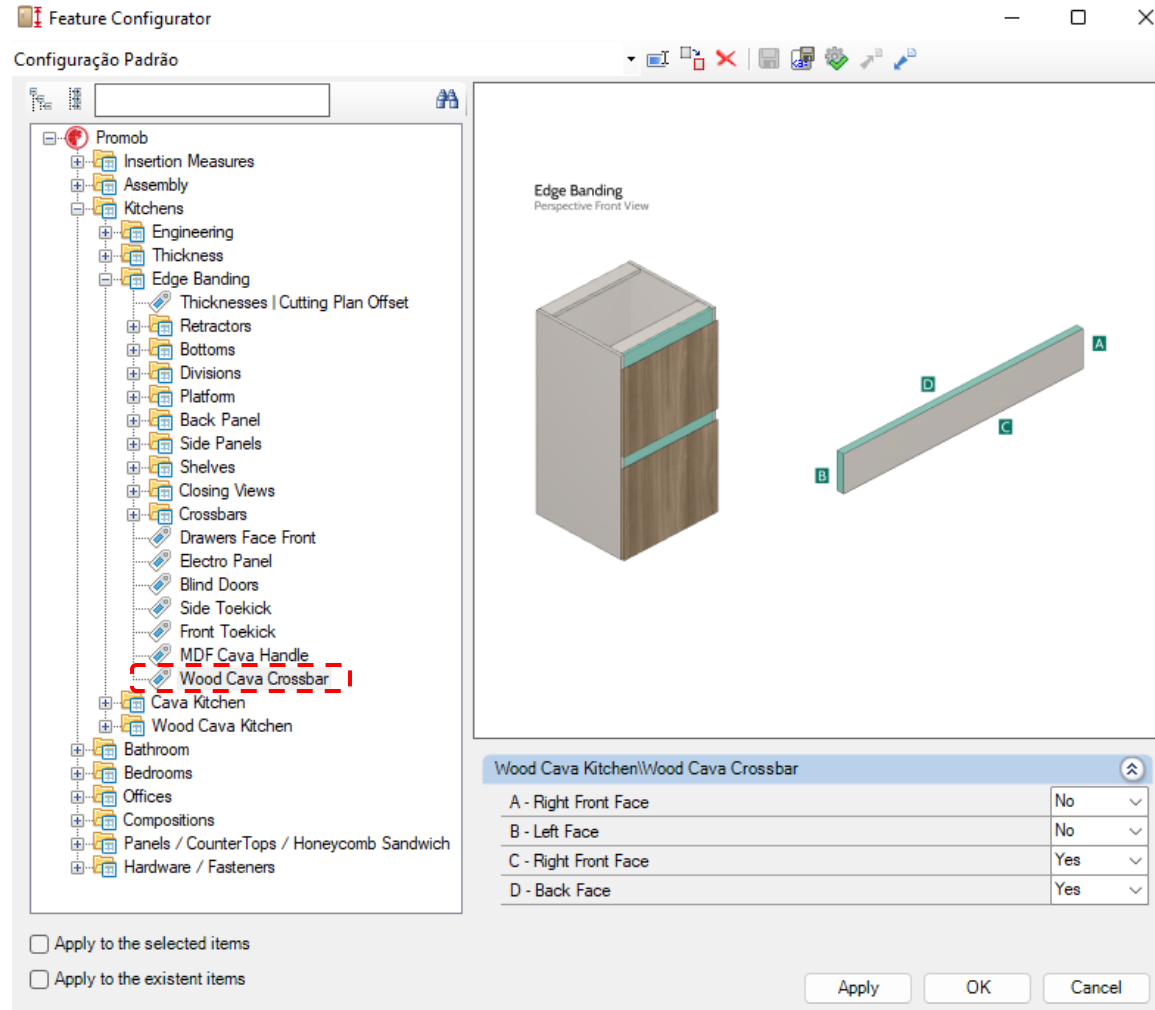 Feature Configurator
Configuração Padrão
Promob
Insertion Measures
Assembly
Kitchens
Engineering
Thickness
Edge Banding
Thicknesses | Cutting Plan Offset
Retractors
Bottoms
Divisions
Platform
Back Panel
Side Panels
Shelves
Closing Views
Crossbars
Drawers Face Front
Electro Panel
Blind Doors
Side Toekick
Front Toekick
MDF Cava Handle
Wood Cava Crossbar
Cava Kitchen
Wood Cava Kitchen
Bathroom
Bedrooms
Offices
Compositions
Panels / CounterTops / Honeycomb Sandwich
Hardware / Fasteners
Edge Banding
Perspective Front View
A
D
C
B
Wood Cava Kitchen\Wood Cava Crossbar
A - Right Front Face No
B - Left Face No
C - Right Front Face Yes
D - Back Face Yes
Apply to the selected items
Apply to the existent items
Apply OK Cancel